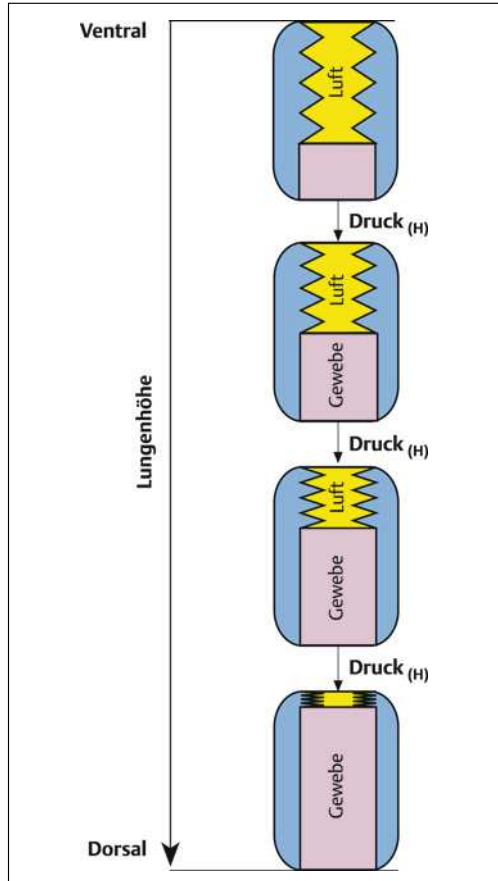 Ventral
Luft
Druck (H)
Luft
Gewebe
Druck (H)
Lungenhöhe
Luft
Gewebe
Druck (H)
Gewebe
Dorsal